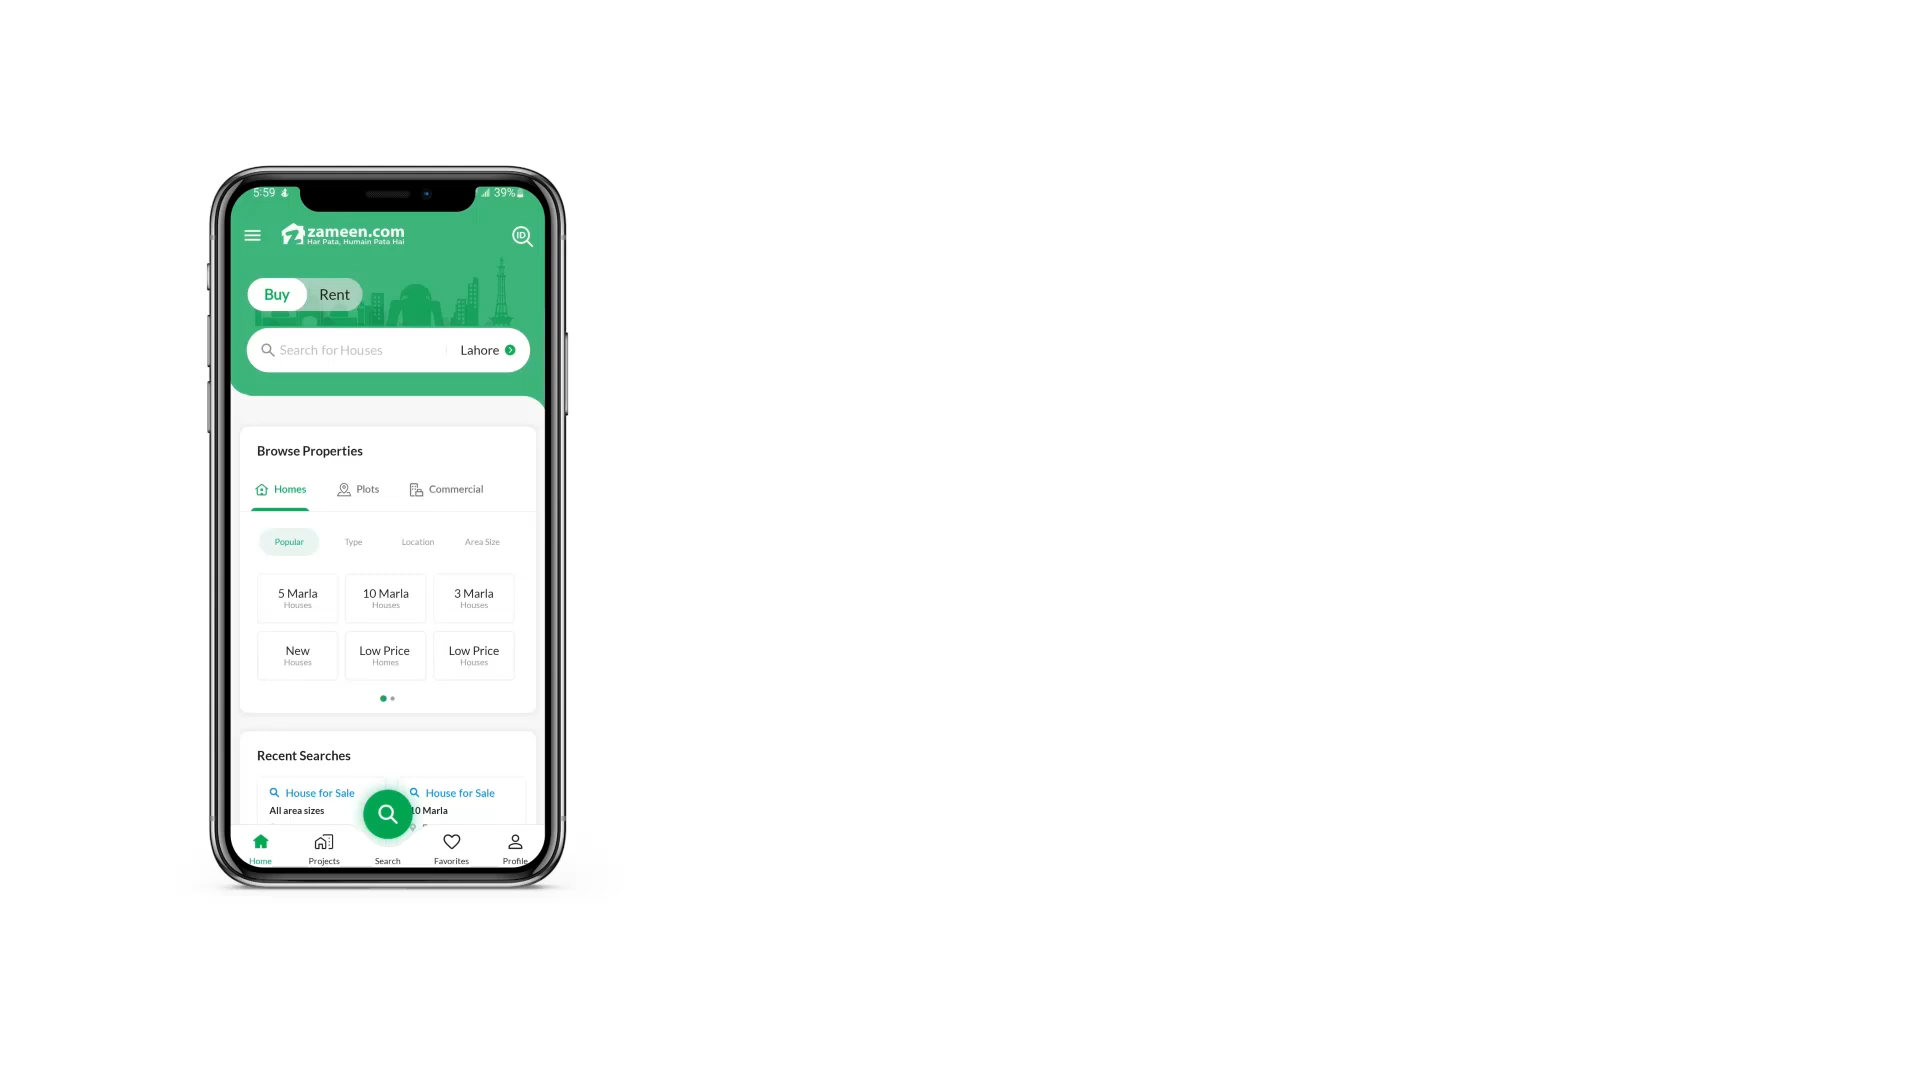 5:59 39%
zameen.com
Har Pata, Humain Pata Hai
ID
Buy Rent
Search for Houses Lahore
Browse Properties
Homes Plots Commercial
Popular Type Location Area Size
5 Marla 10 Marla 3 Marla
Houses Houses Houses
New Low Price Low Price
Houses Homes Houses
Recent Searches
House for Sale House for Sale
All area sizes 10 Marla
Home Projects Search Favorites Profile